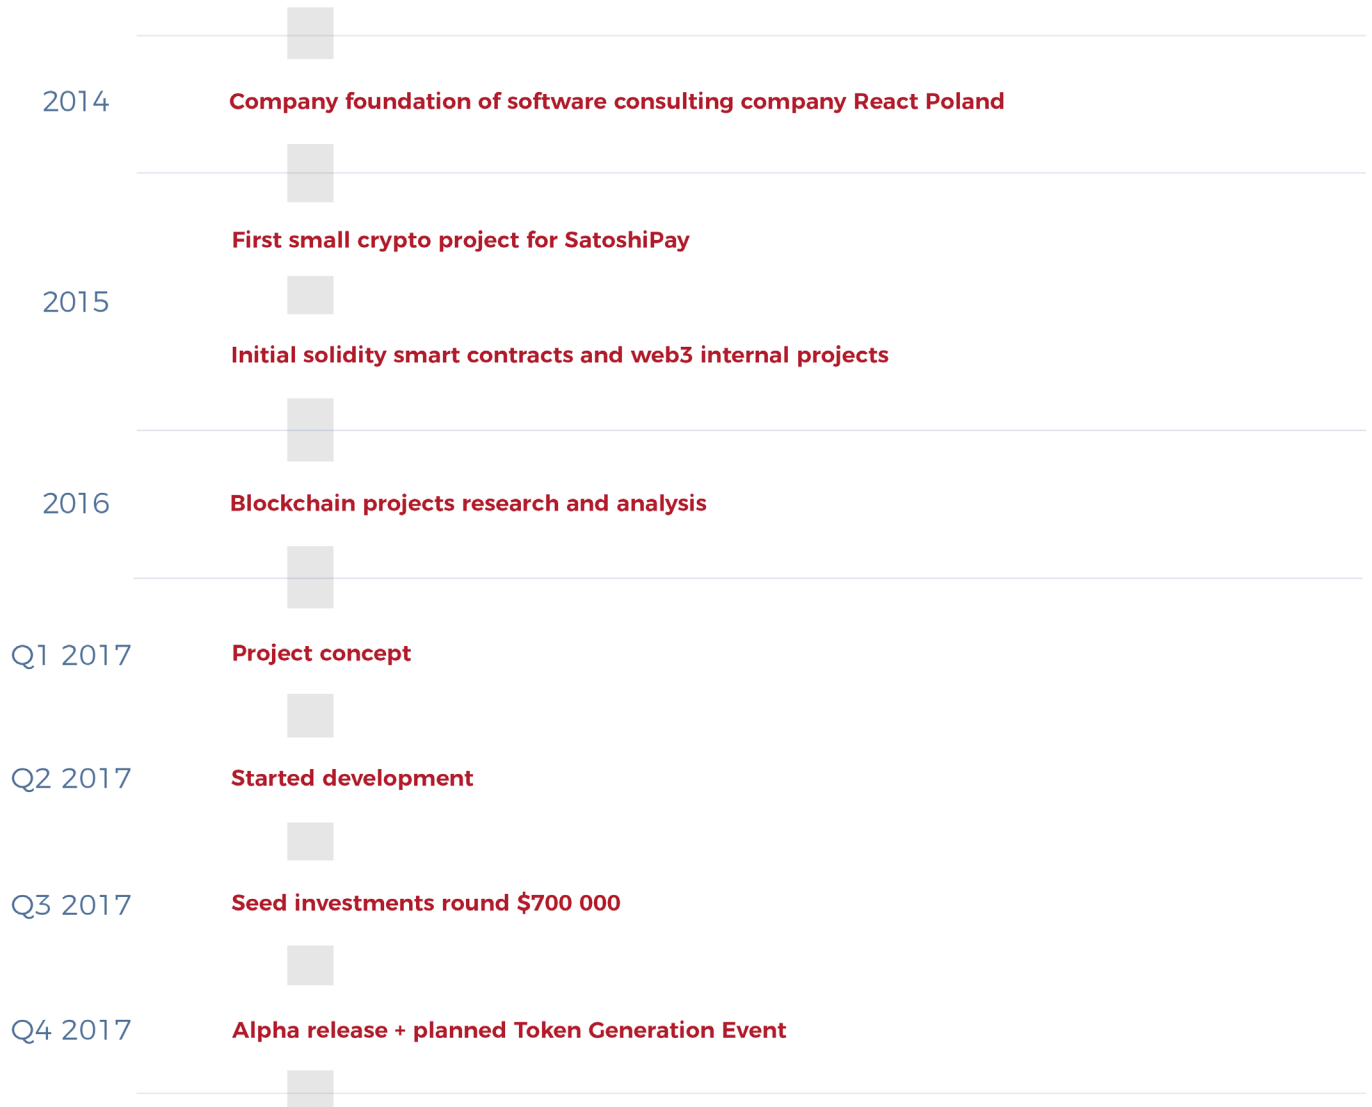 2014
Company foundation of software consulting company React Poland
First small crypto project for SatoshiPay
2015
Initial solidity smart contracts and web3 internal projects
2016
Blockchain projects research and analysis
Q1 2017
Project concept
Q2 2017
Started development
Q3 2017
Seed investments round $700 000
Q4 2017
Alpha release + planned Token Generation Event